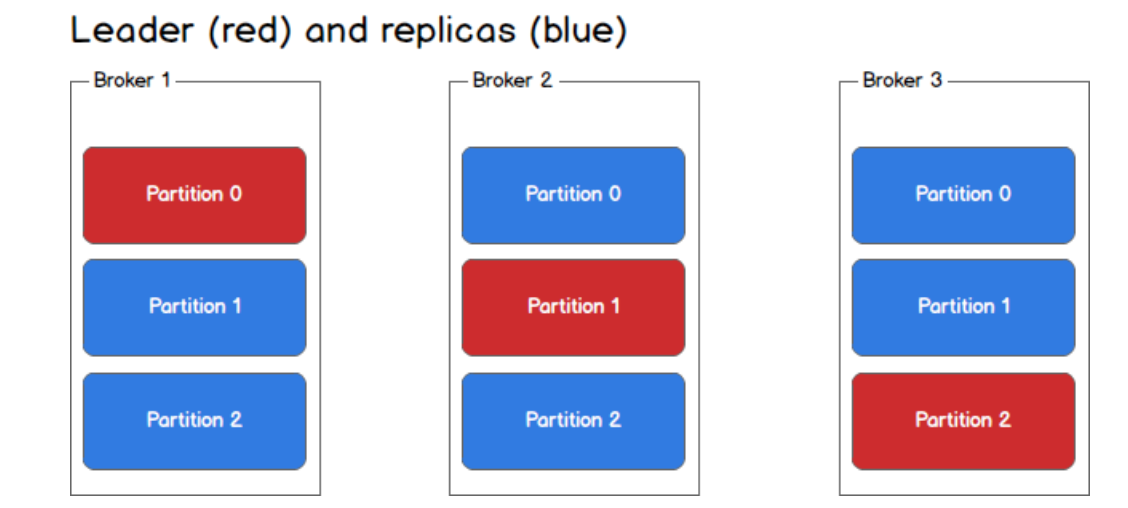 Leader (red) and replicas (blue)
Broker 1
Partition 0
Partition 1
Partition 2
Broker 2
Partition 0
Partition 1
Partition 2
Broker 3
Partition 0
Partition 1
Partition 2